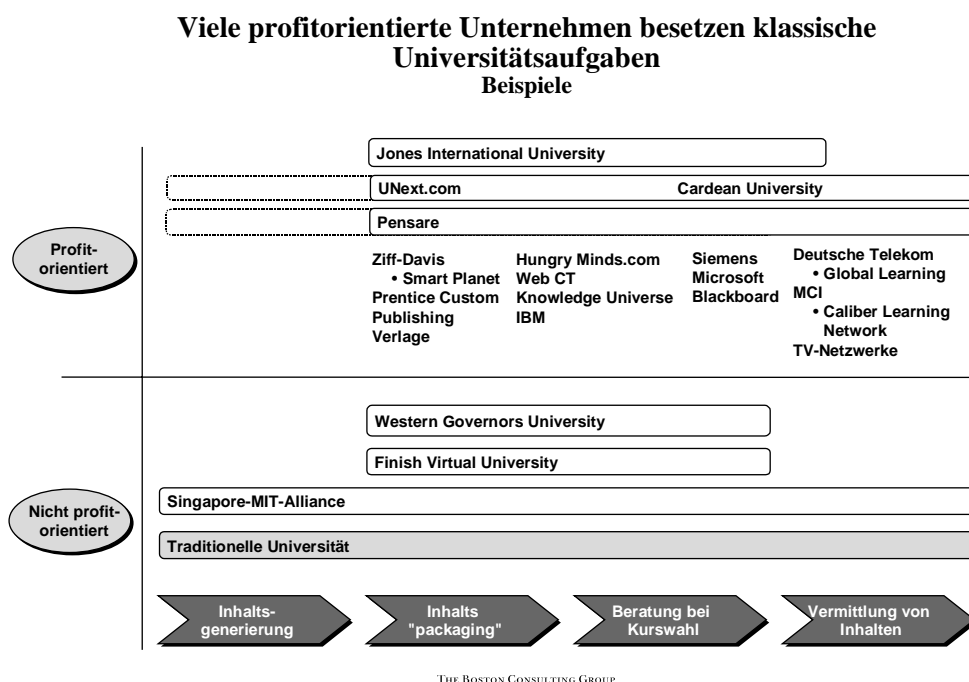 Viele profitorientierte Unternehmen besetzen klassische
Universitätsaufgaben
Beispiele
Jones International University
UNext.com Cardean University
Pensare
Profit-
orientiert
Ziff-Davis
• Smart Planet
Prentice Custom
Publishing
Verlage
Hungry Minds.com
Web CT
Knowledge Universe
IBM
Siemens
Microsoft
Blackboard
Deutsche Telekom
• Global Learning
MCI
• Caliber Learning
Network
TV-Netzwerke
Western Governors University
Finish Virtual University
Singapore-MIT-Alliance
Nicht profit-
orientiert
Traditionelle Universität
Inhalts-
generierung
Inhalts
"packaging"
Beratung bei
Kurswahl
Vermittlung von
Inhalten
THE BOSTON CONSULTING GROUP